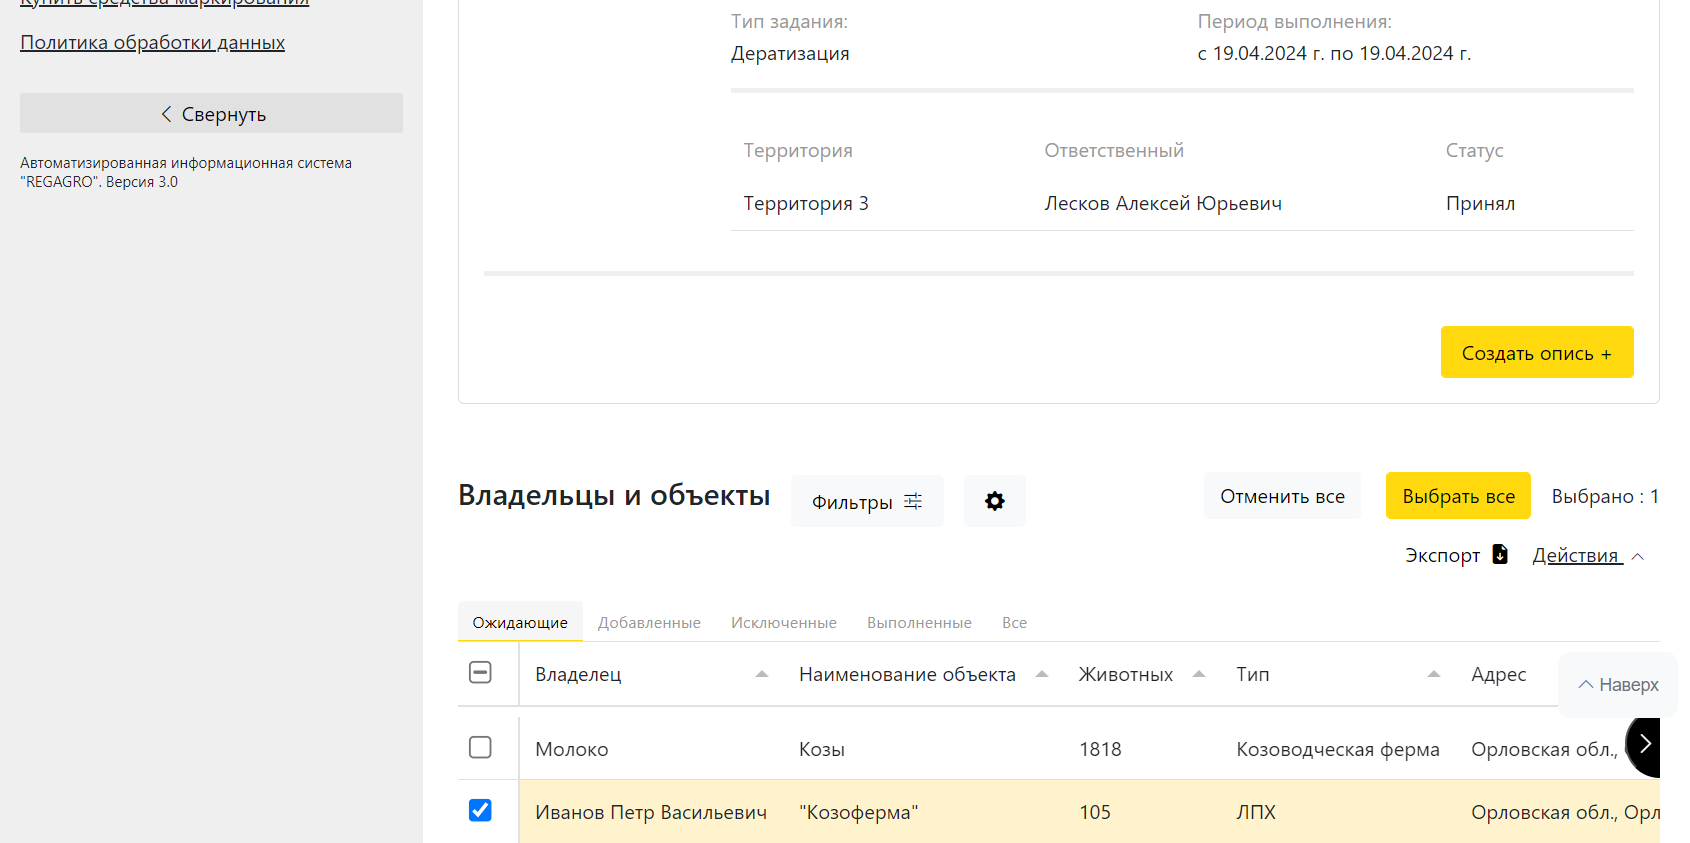 Купить средства маркирования
Политика обработки данных
Свернуть
Автоматизированная информационная система
"REGAGRO". Версия 3.0
Тип задания:
Период выполнения:
Дератизация
с 19.04.2024 г. по 19.04.2024 г.
Территория
Ответственный
Статус
Территория 3
Лесков Алексей Юрьевич
Принял
Создать опись +
Владельцы и объекты
Фильтры
Отменить все
Выбрать все
Выбрано : 1
Экспорт
Действия
Ожидающие
Добавленные
Исключенные
Выполненные
Все
Владелец
Наименование объекта
Животных
Тип
Адрес
Наверх
Молоко
Козы
1818
Козоводческая ферма
Орловская обл.,
Иванов Петр Васильевич
"Козоферма"
105
ЛПХ
Орловская обл., Орл